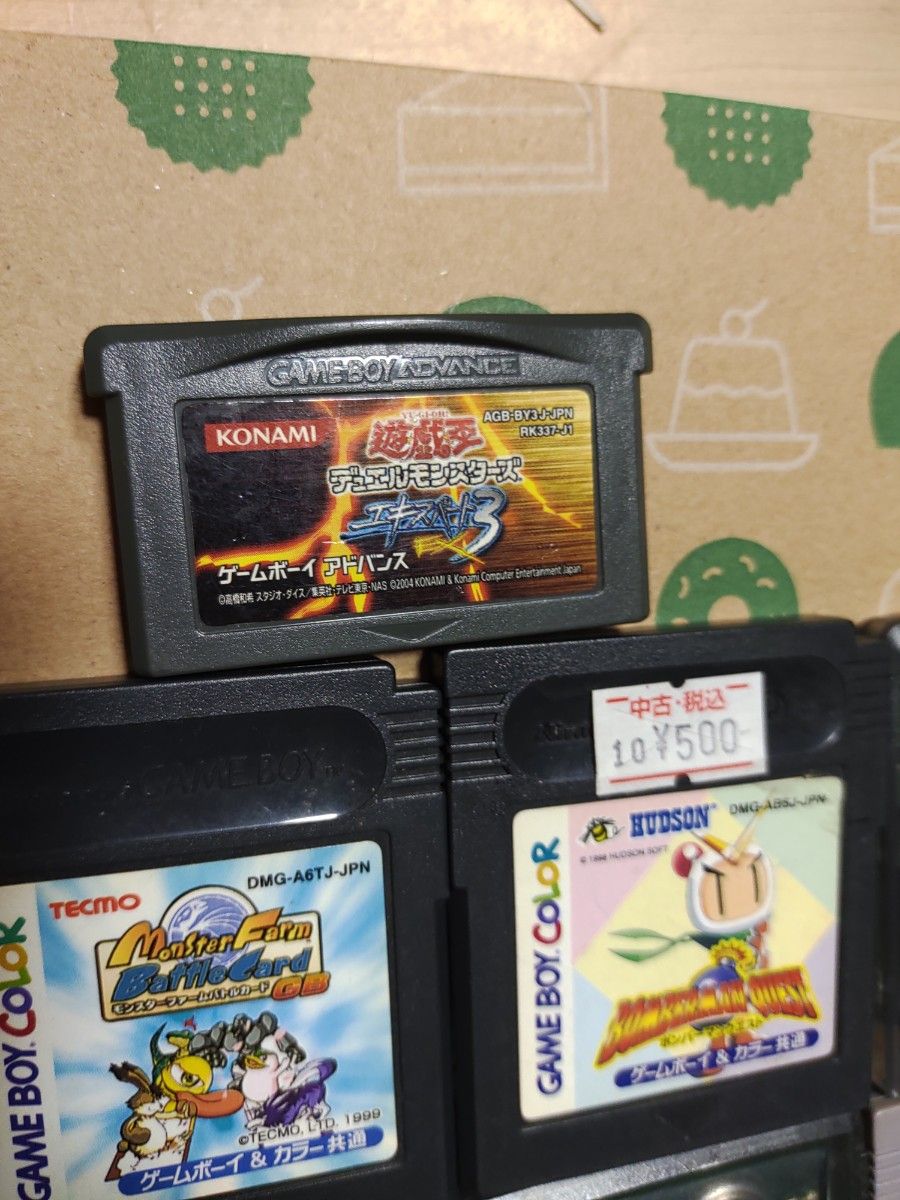 GAME BOY ADVANCE
KONAMI
YU-GI-OH!
遊戯王
AGB-BY3J-JPN
RK337-J1
デュエルモンスターズ
エキスパート3
EX
ゲームボーイ アドバンス
©高橋和希 スタジオ・ダイス/集英社・テレビ東京・NAS ©2004 KONAMI & Konami Computer Entertainment Japan
GAME BOY
TECMO
DMG-A6TJ-JPN
Monster Farm
Battle Card
GB
モンスターファームバトルカード
©TECMO, LTD. 1999
ゲームボーイ & カラー 共通
GAME BOY COLOR
中古・税込
10 ¥500
HUDSON
DMG-AB5J-JPN
© 1998 HUDSON SOFT
BOMBERMAN QUEST
ボンバーマンクエスト
ゲームボーイ & カラー 共通
GAME BOY COLOR